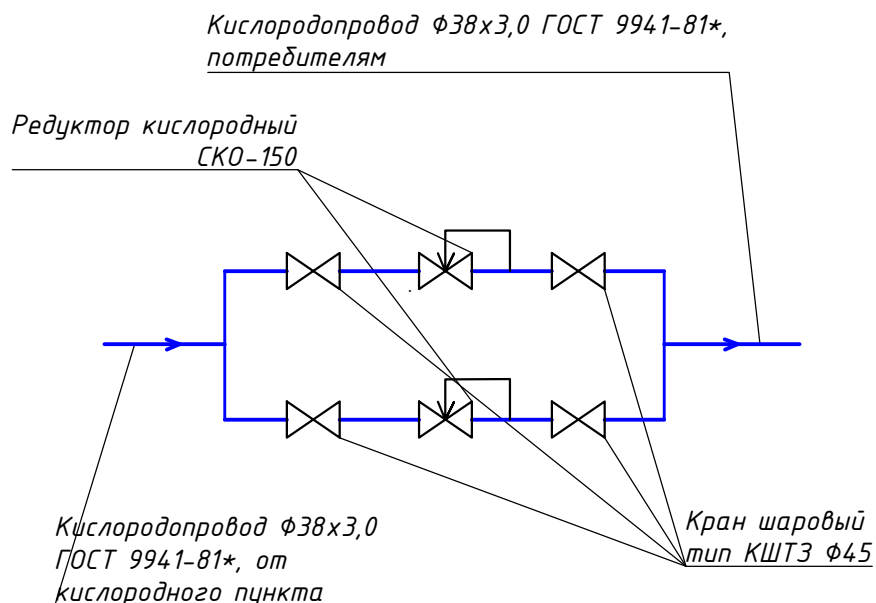 Кислородопровод Ф38х3,0 ГОСТ 9941-81*,
потребителям
Редуктор кислородный
СКО-150
Кислородопровод Ф38х3,0
ГОСТ 9941-81*, от
кислородного пункта
Кран шаровый
тип КШТЗ Ф45